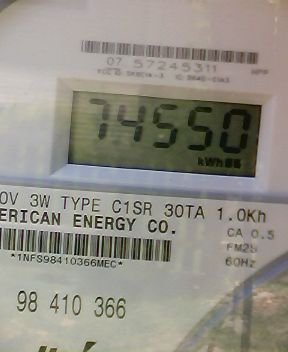 07 57245311
74550
kWh
0V 3W TYPE C1SR 30TA 1.0Kh
ERICAN ENERGY CO.
CA 0.5
FM2S
*1NFS98410366MEC*
60Hz
98 410 366